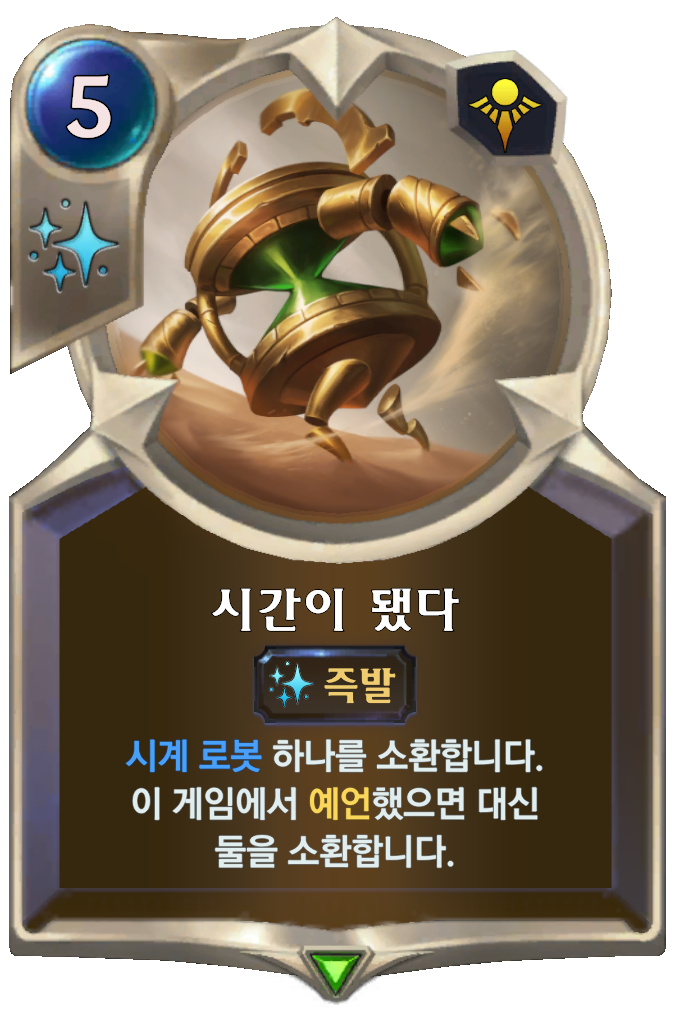 5
시간이 됐다
즉발
시계 로봇 하나를 소환합니다.
이 게임에서 예언했으면 대신
둘을 소환합니다.